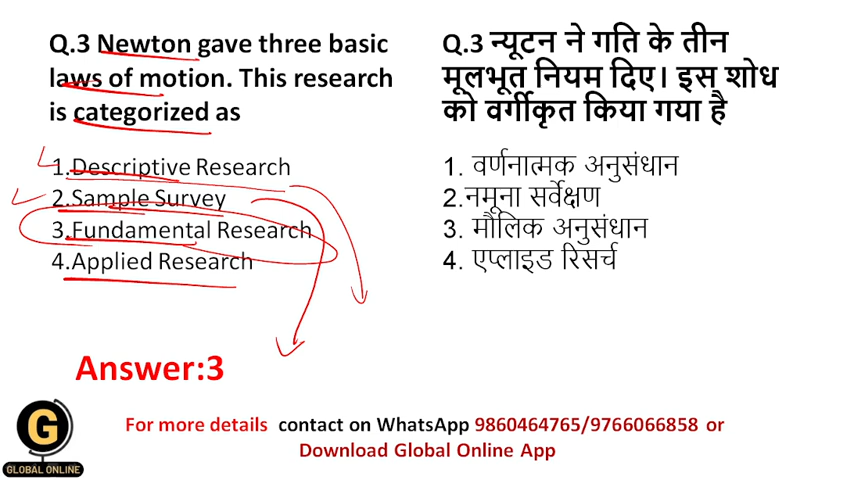 Q.3 Newton gave three basic
laws of motion. This research
is categorized as
1.Descriptive Research
2.Sample Survey
3.Fundamental Research
4.Applied Research
Q.3 न्यूटन ने गति के तीन
मूलभूत नियम दिए। इस शोध
को वर्गीकृत किया गया है
1. वर्णनात्मक अनुसंधान
2.नमूना सर्वेक्षण
3. मौलिक अनुसंधान
4. एप्लाइड रिसर्च
Answer:3
For more details contact on WhatsApp 9860464765/9766066858 or
Download Global Online App
G
GLOBAL ONLINE